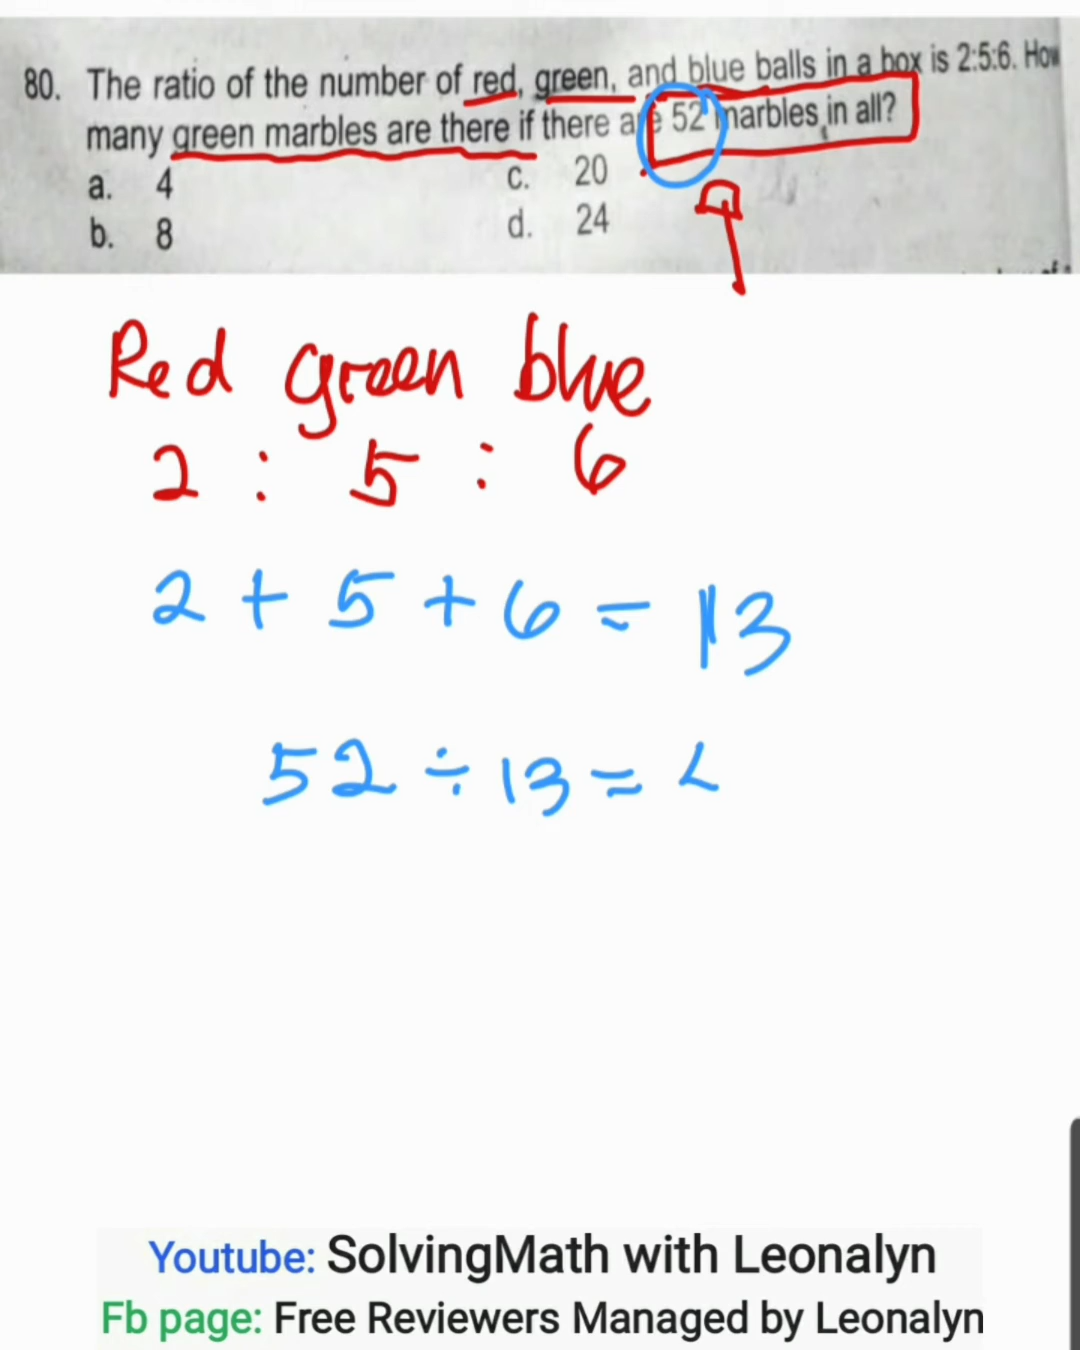 80. The ratio of the number of red, green, and blue balls in a box is 2:5:6. How
many green marbles are there if there are 52 marbles in all?
a. 4
c. 20
b. 8
d. 24
Red green blue
2 : 5 : 6
2 + 5 + 6 = 13
52 ÷ 13 =
Youtube: SolvingMath with Leonalyn
Fb page: Free Reviewers Managed by Leonalyn